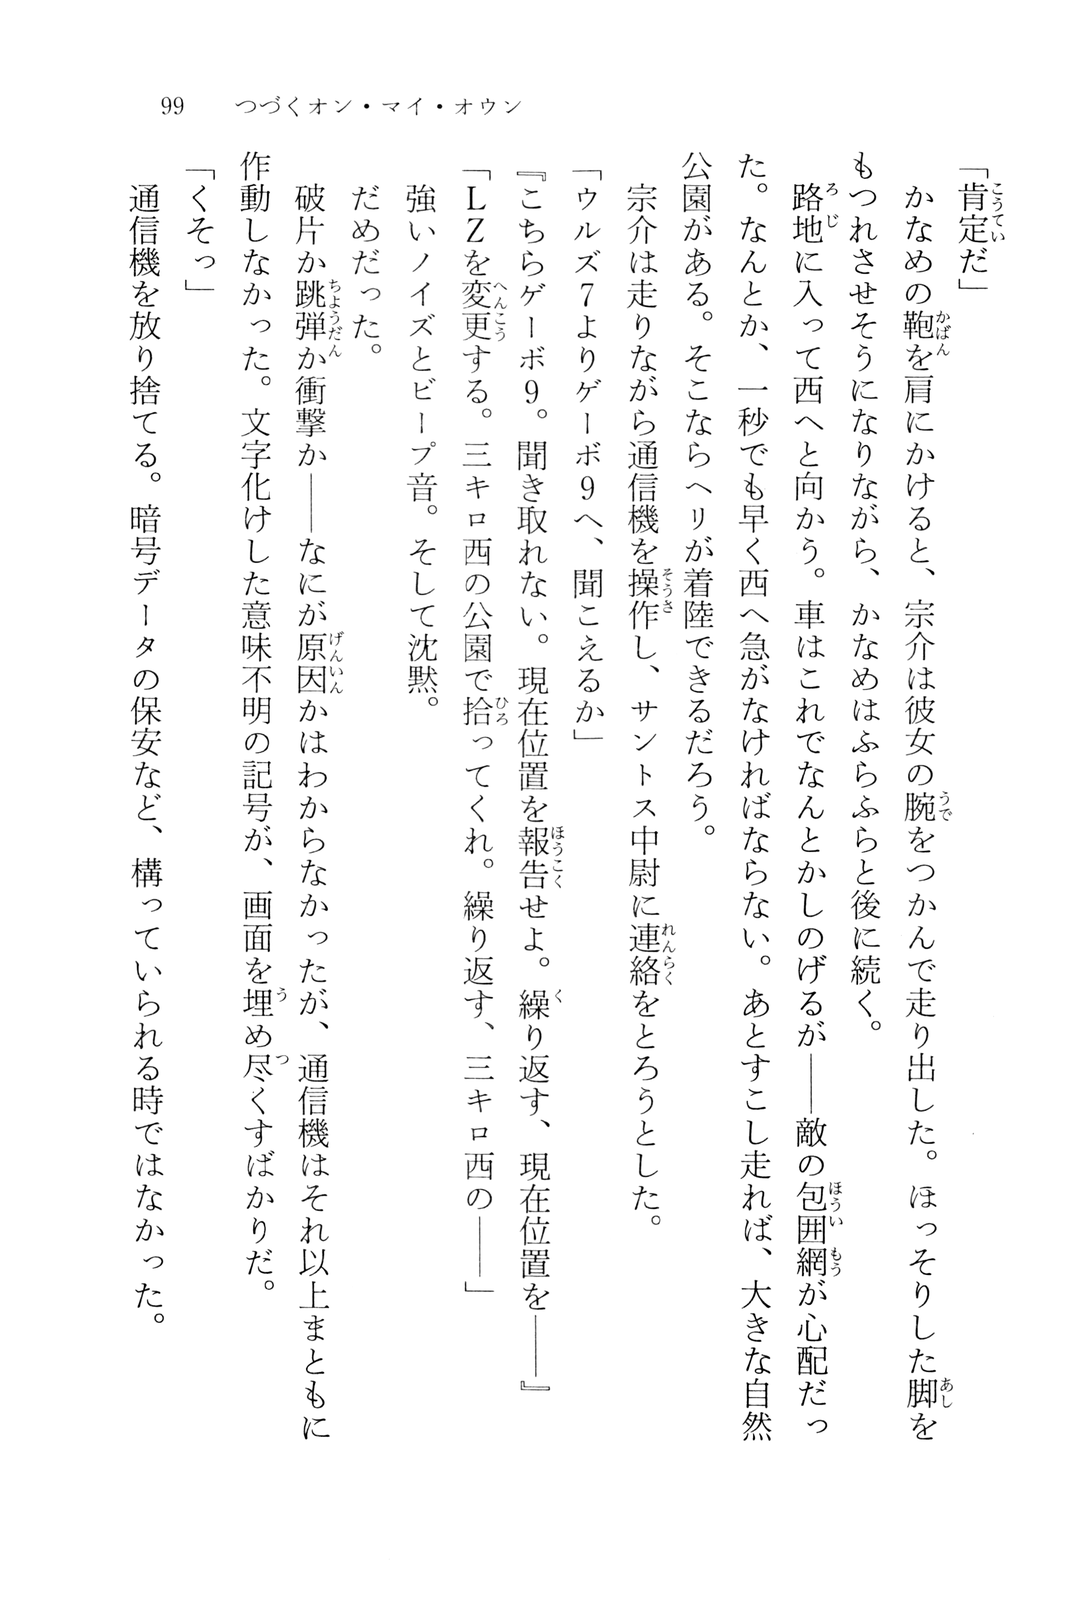 99 つづくオン・マイ・オウン
「肯定だ」
かなめの鞄を肩にかけると、宗介は彼女の腕をつかんで走り出した。ほっそりした脚を
もつれさせそうになりながら、かなめはふらふらと後に続く。
路地に入って西へと向かう。車はこれでなんとかしのげるが――敵の包囲網が心配だっ
た。なんとか、一秒でも早く西へ急がなければならない。あとすこし走れば、大きな自然
公園がある。そこならヘリが着陸できるだろう。
宗介は走りながら通信機を操作し、サントス中尉に連絡をとろうとした。
「ウルズ7よりゲーボ9へ、聞こえるか」
『こちらゲーボ9。聞き取れない。現在位置を報告せよ。繰り返す、現在位置を――』
「LZを変更する。三キロ西の公園で拾ってくれ。繰り返す、三キロ西の――」
強いノイズとビープ音。そして沈黙。
だめだった。
破片か跳弾か衝撃か――なにが原因かはわからなかったが、通信機はそれ以上まともに
作動しなかった。文字化けした意味不明の記号が、画面を埋め尽くすばかりだ。
「くそっ」
通信機を放り捨てる。暗号データの保安など、構っていられる時ではなかった。